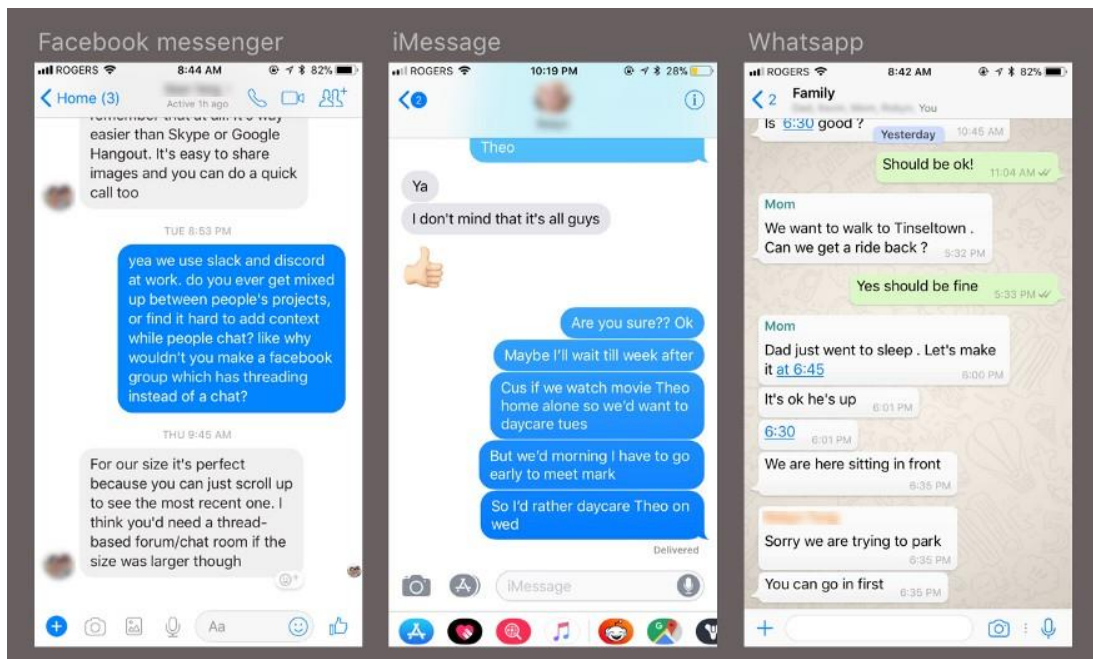 Facebook messenger
ROGERS 8:44 AM 82%
Home (3)
Active 1h ago
remember that at all. It's way
easier than Skype or Google
Hangout. It's easy to share
images and you can do a quick
call too
TUE 8:53 PM
yea we use slack and discord
at work. do you ever get mixed
up between people's projects,
or find it hard to add context
while people chat? like why
wouldn't you make a facebook
group which has threading
instead of a chat?
THU 9:45 AM
For our size it's perfect
because you can just scroll up
to see the most recent one. I
think you'd need a thread-
based forum/chat room if the
size was larger though
Aa
iMessage
ROGERS 10:19 PM 28%
2
Theo
Ya
I don't mind that it's all guys
Are you sure?? Ok
Maybe I'll wait till week after
Cus if we watch movie Theo
home alone so we'd want to
daycare tues
But we'd morning I have to go
early to meet mark
So I'd rather daycare Theo on
wed
Delivered
iMessage
Whatsapp
ROGERS 8:42 AM 82%
2 Family
You
Is 6:30 good ? 10:45 AM
Yesterday
Should be ok! 11:04 AM
Mom
We want to walk to Tinseltown .
Can we get a ride back ? 5:32 PM
Yes should be fine 5:33 PM
Mom
Dad just went to sleep . Let's make
it at 6:45 6:00 PM
It's ok he's up 6:01 PM
6:30 6:01 PM
We are here sitting in front
6:35 PM
Sorry we are trying to park
6:35 PM
You can go in first 6:35 PM